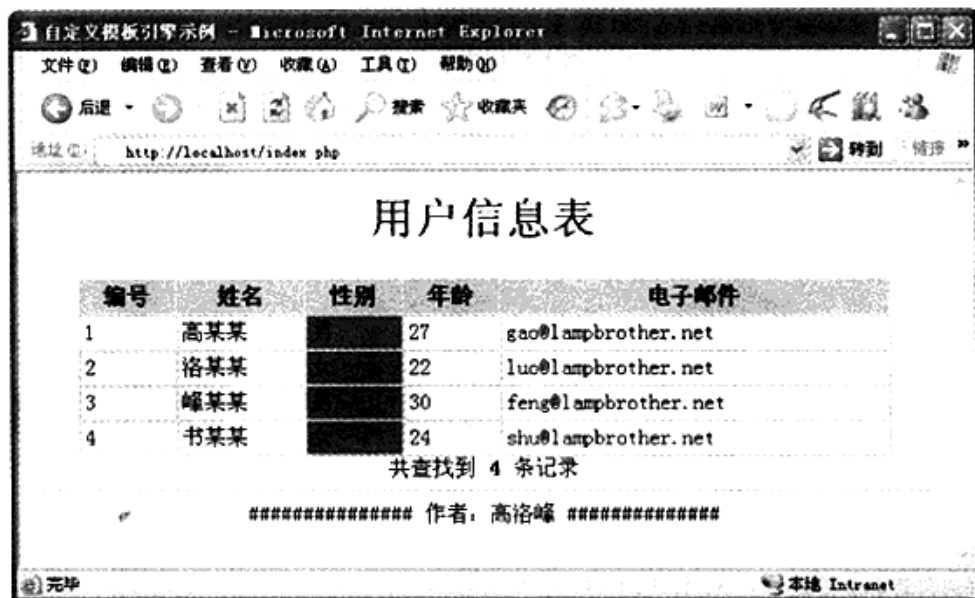 自定义模板引擎示例 - Microsoft Internet Explorer
文件(F) 编辑(E) 查看(V) 收藏(A) 工具(T) 帮助(H)
后退 搜索 收藏夹
地址(D) http://localhost/index.php 转到 链接 »
用户信息表
编号 姓名 性别 年龄 电子邮件
1 高某某 男 27 gao@lampbrother.net
2 洛某某 22 luo@lampbrother.net
3 峰某某 30 feng@lampbrother.net
4 书某某 24 shu@lampbrother.net
共查找到 4 条记录
############### 作者：高洛峰 ##############
完毕 本地 Intranet